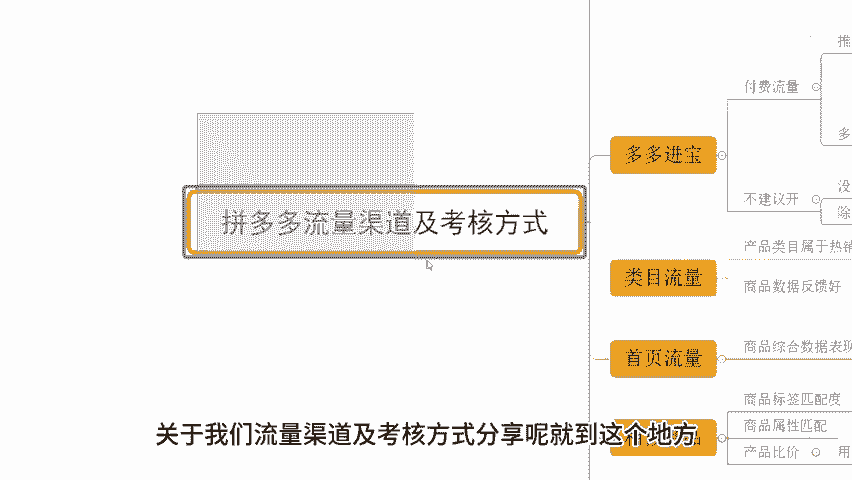 推
付费流量
多多进宝
多
没
不建议开
除
拼多多流量渠道及考核方式
产品类目属于热销
类目流量
商品数据反馈好
商品综合数据表现
首页流量
商品标签匹配度
商品属性匹配
关于我们流量渠道及考核方式分享呢就到这个地方
产品比价
用